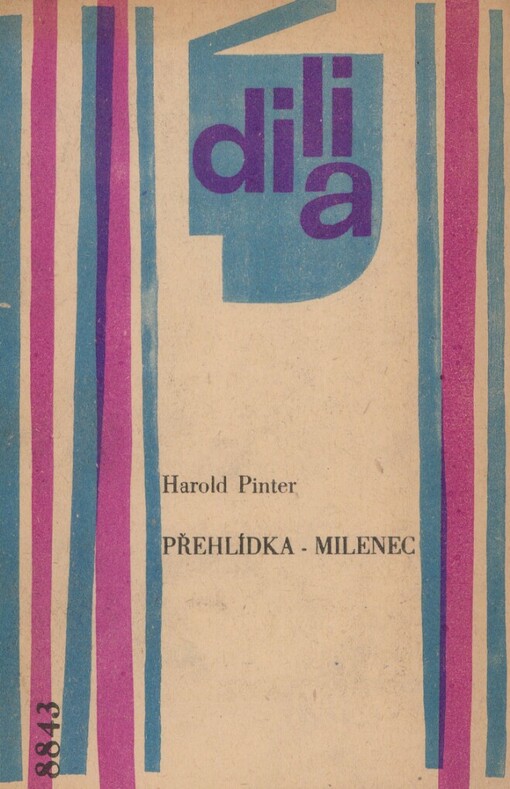 dilia
Harold Pinter
PŘEHLÍDKA - MILENEC
8843